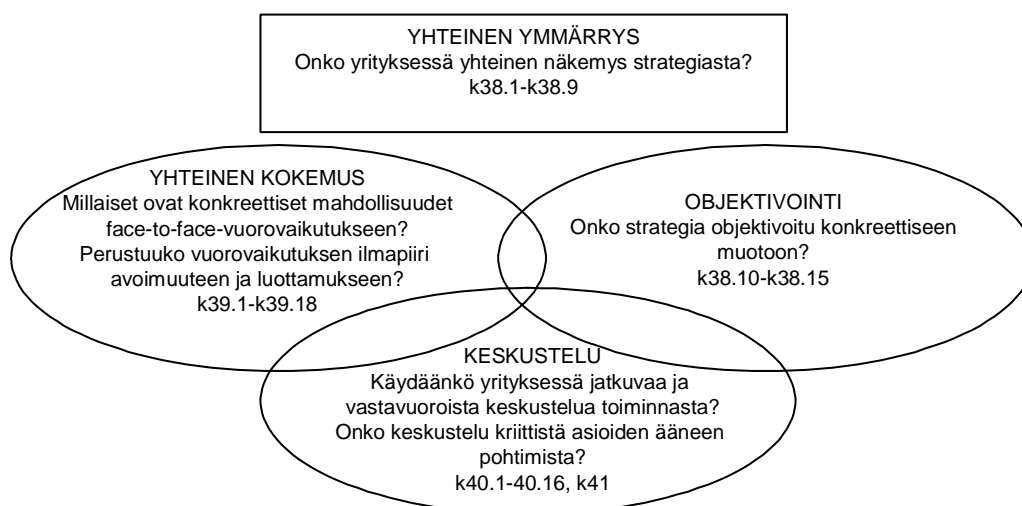 YHTEINEN YMMÄRRYS
Onko yrityksessä yhteinen näkemys strategiasta?
k38.1-k38.9
YHTEINEN KOKEMUS
Millaiset ovat konkreettiset mahdollisuudet
face-to-face-vuorovaikutukseen?
Perustuuko vuorovaikutuksen ilmapiiri
avoimuuteen ja luottamukseen?
k39.1-k39.18
OBJEKTIVOINTI
Onko strategia objektivoitu konkreettiseen
muotoon?
k38.10-k38.15
KESKUSTELU
Käydäänkö yrityksessä jatkuvaa ja
vastavuoroista keskustelua toiminnasta?
Onko keskustelu kriittistä asioiden ääneen
pohtimista?
k40.1-40.16, k41